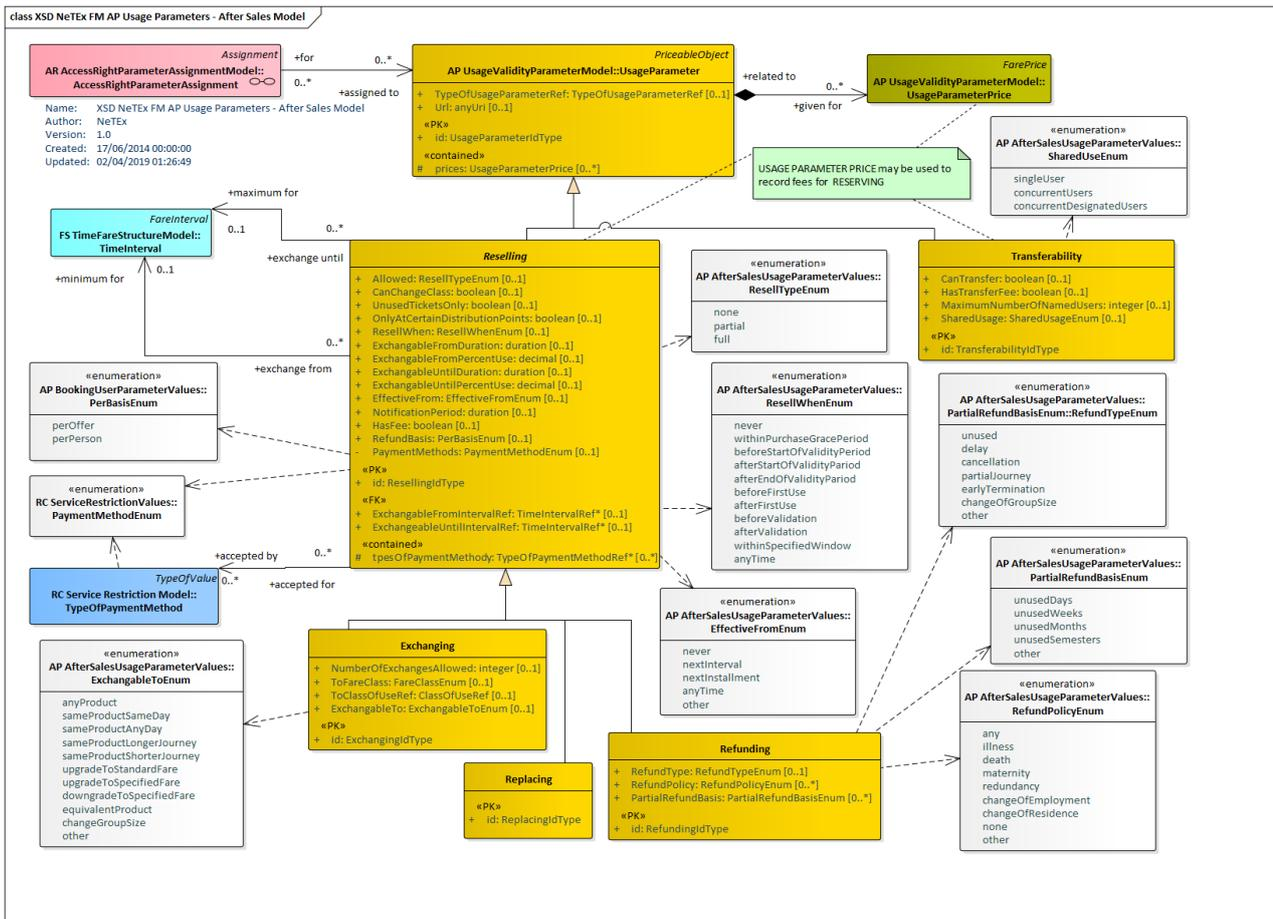 class XSD NeTEx FM AP Usage Parameters - After Sales Model
Assignment
AR AccessRightParameterAssignmentModel::
AccessRightParameterAssignment
+for
0..*
0..*
+assigned to
PriceableObject
AP UsageValidityParameterModel::UsageParameter
+ TypeOfUsageParameterRef: TypeOfUsageParameterRef [0..1]
+ Url: anyUri [0..1]
«PK»
+ id: UsageParameterIdType
«contained»
# prices: UsageParameterPrice [0..*]
+related to
0..*
+given for
FarePrice
AP UsageValidityParameterModel::
UsageParameterPrice
Name: XSD NeTEx FM AP Usage Parameters - After Sales Model
Author: NeTEx
Version: 1.0
Created: 17/06/2014 00:00:00
Updated: 02/04/2019 01:26:49
USAGE PARAMETER PRICE may be used to
record fees for RESERVING
«enumeration»
AP AfterSalesUsageParameterValues::
SharedUseEnum
singleUser
concurrentUsers
concurrentDesignatedUsers
+maximum for
0..1
0..*
+exchange until
FareInterval
FS TimeFareStructureModel::
TimeInterval
+minimum for
0..1
0..*
+exchange from
Reselling
+ Allowed: ResellTypeEnum [0..1]
+ CanChangeClass: boolean [0..1]
+ UnusedTicketsOnly: boolean [0..1]
+ OnlyAtCertainDistributionPoints: boolean [0..1]
+ ResellWhen: ResellWhenEnum [0..1]
+ ExchangableFromDuration: duration [0..1]
+ ExchangableFromPercentUse: decimal [0..1]
+ ExchangableUntilDuration: duration [0..1]
+ ExchangableUntilPercentUse: decimal [0..1]
+ EffectiveFrom: EffectiveFromEnum [0..1]
+ NotificationPeriod: duration [0..1]
+ HasFee: boolean [0..1]
+ RefundBasis: PerBasisEnum [0..1]
- PaymentMethods: PaymentMethodEnum [0..1]
«PK»
+ id: ResellingIdType
«FK»
+ ExchangableFromIntervalRef: TimeIntervalRef* [0..1]
+ ExchangeableUntilIntervalRef: TimeIntervalRef* [0..1]
«contained»
# tpesOfPaymentMethody: TypeOfPaymentMethodRef* [0..*]
«enumeration»
AP AfterSalesUsageParameterValues::
ResellTypeEnum
none
partial
full
Transferability
+ CanTransfer: boolean [0..1]
+ HasTransferFee: boolean [0..1]
+ MaximumNumberOfNamedUsers: integer [0..1]
+ SharedUsage: SharedUsageEnum [0..1]
«PK»
+ id: TransferabilityIdType
«enumeration»
AP BookingUserParameterValues::
PerBasisEnum
perOffer
perPerson
«enumeration»
AP AfterSalesUsageParameterValues::
ResellWhenEnum
never
withinPurchaseGracePeriod
beforeStartOfValidityPeriod
afterStartOfValidityPariod
afterEndOfValidityPariod
beforeFirstUse
afterFirstUse
beforeValidation
afterValidation
withinSpecifiedWindow
anyTime
«enumeration»
AP AfterSalesUsageParameterValues::
PartialRefundBasisEnum::RefundTypeEnum
unused
delay
cancellation
partialJourney
earlyTermination
changeOfGroupSize
other
«enumeration»
RC ServiceRestrictionValues::
PaymentMethodEnum
+accepted by
0..*
0..*
+accepted for
TypeOfValue
RC Service Restriction Model::
TypeOfPaymentMethod
«enumeration»
AP AfterSalesUsageParameterValues::
PartialRefundBasisEnum
unusedDays
unusedWeeks
unusedMonths
unusedSemesters
other
«enumeration»
AP AfterSalesUsageParameterValues::
EffectiveFromEnum
never
nextInterval
nextInstallment
anyTime
other
«enumeration»
AP AfterSalesUsageParameterValues::
ExchangableToEnum
anyProduct
sameProductSameDay
sameProductAnyDay
sameProductLongerJourney
sameProductShorterJourney
upgradeToStandardFare
upgradeToSpecifiedFare
downgradeToSpecifiedFare
equivalentProduct
changeGroupSize
other
Exchanging
+ NumberOfExchangesAllowed: integer [0..1]
+ ToFareClass: FareClassEnum [0..1]
+ ToClassOfUseRef: ClassOfUseRef [0..1]
+ ExchangableTo: ExchangableToEnum [0..1]
«PK»
+ id: ExchangingIdType
Replacing
«PK»
+ id: ReplacingIdType
Refunding
+ RefundType: RefundTypeEnum [0..1]
+ RefundPolicy: RefundPolicyEnum [0..*]
+ PartialRefundBasis: PartialRefundBasisEnum [0..*]
«PK»
+ id: RefundingIdType
«enumeration»
AP AfterSalesUsageParameterValues::
RefundPolicyEnum
any
illness
death
maternity
redundancy
changeOfEmployment
changeOfResidence
none
other